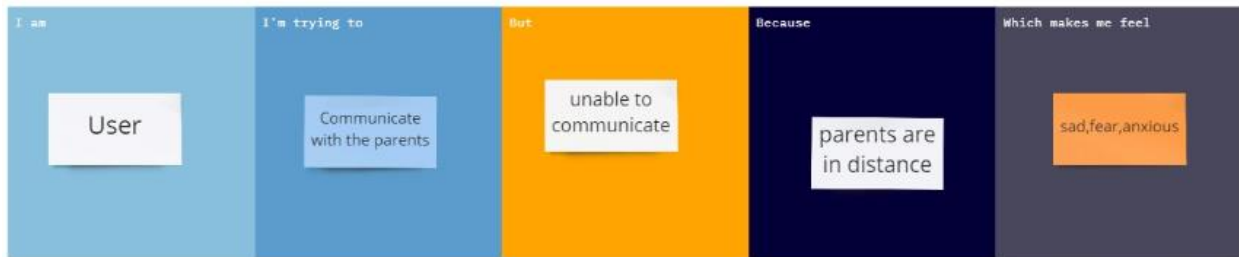 I am
User
I'm trying to
Communicate
with the parents
But
unable to
communicate
Because
parents are
in distance
Which makes me feel
sad,fear,anxious